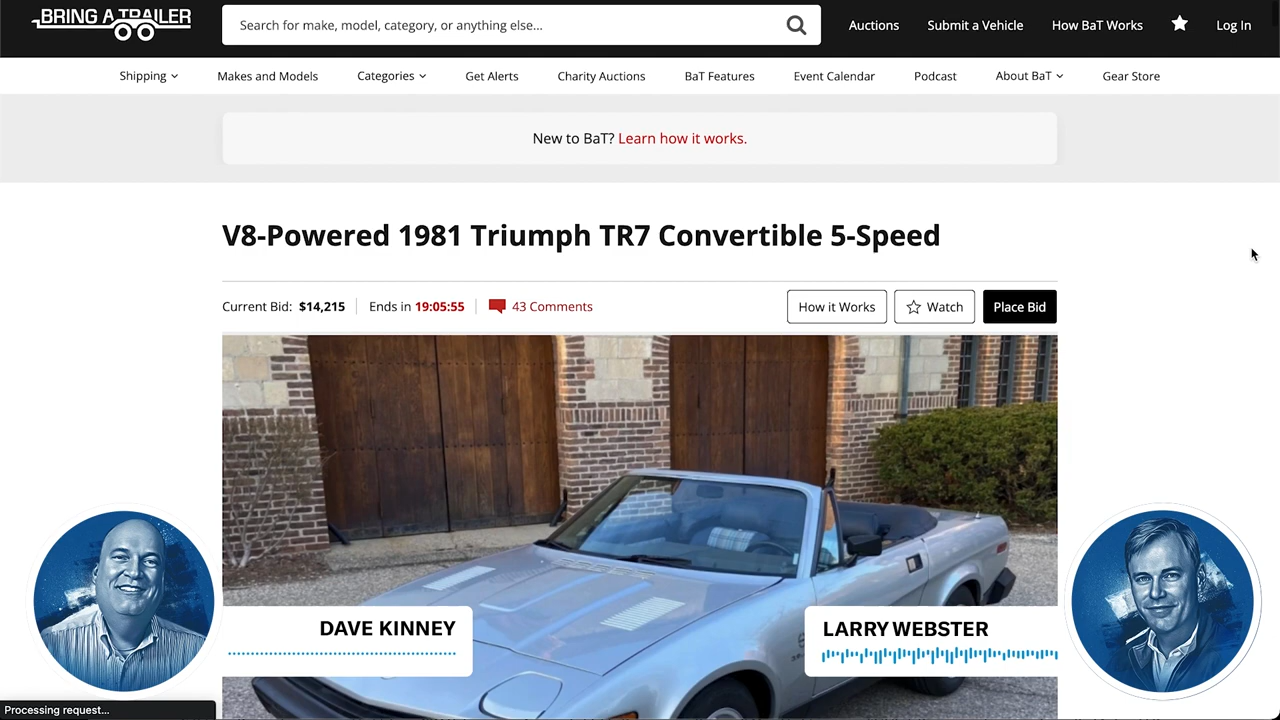 BRING A TRAILER
Search for make, model, category, or anything else...
Auctions
Submit a Vehicle
How BaT Works
Log In
Shipping
Makes and Models
Categories
Get Alerts
Charity Auctions
BaT Features
Event Calendar
Podcast
About BaT
Gear Store
New to BaT? Learn how it works.
V8-Powered 1981 Triumph TR7 Convertible 5-Speed
Current Bid: $14,215
Ends in 19:05:55
43 Comments
How it Works
Watch
Place Bid
DAVE KINNEY
LARRY WEBSTER
Processing request...